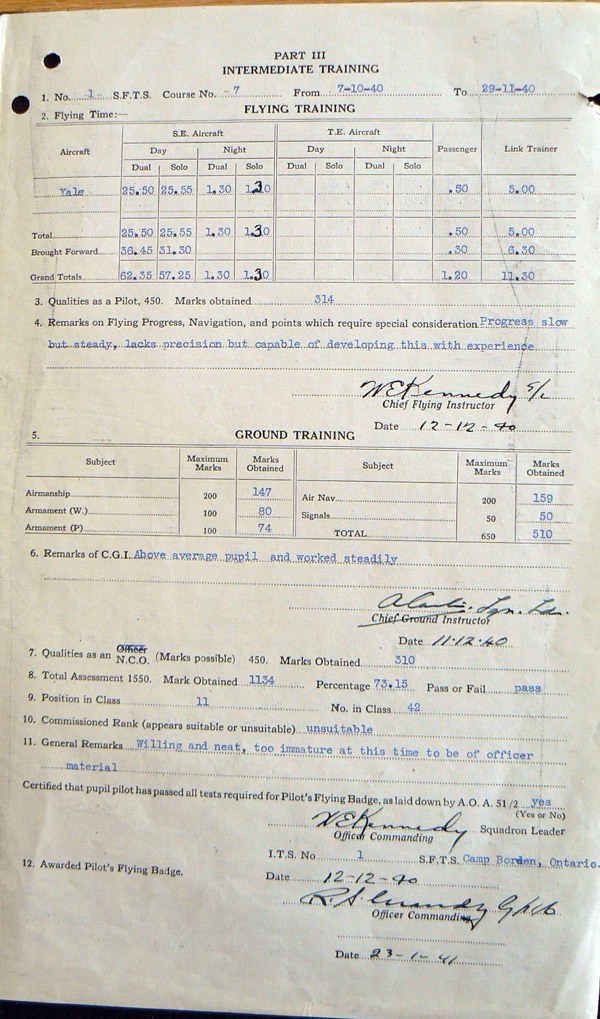 PART III
INTERMEDIATE TRAINING
1. No. 1 S.F.T.S. Course No. -7 From 7-10-40 To 29-11-40
2. Flying Time:— FLYING TRAINING
S.E. Aircraft T.E. Aircraft
Aircraft Day Night Day Night Passenger Link Trainer
Dual Solo Dual Solo Dual Solo Dual Solo
Yale 25.50 25.55 1.30 1.30 .50 5.00
Total 25.50 25.55 1.30 1.30 .50 5.00
Brought Forward 36.45 31.30 .30 6.30
Grand Totals 62.35 57.25 1.30 1.30 1.20 11.30
3. Qualities as a Pilot, 450. Marks obtained 314
4. Remarks on Flying Progress, Navigation, and points which require special consideration Progress slow
but steady, lacks precision but capable of developing this with experience
W E Kennedy S/L
Chief Flying Instructor
Date 12-12-40
5. GROUND TRAINING
Subject Maximum Marks Marks Obtained Subject Maximum Marks Marks Obtained
Airmanship 200 147 Air Nav. 200 159
Armament (W.) 100 80 Signals 50 50
Armament (P) 100 74 TOTAL 650 510
6. Remarks of C.G.I. Above average pupil and worked steadily
Chief Ground Instructor
Date 11.12.40
7. Qualities as an Officer N.C.O. (Marks possible) 450. Marks Obtained 310
8. Total Assessment 1550. Mark Obtained 1134 Percentage 73.15 Pass or Fail pass
9. Position in Class 11 No. in Class 42
10. Commissioned Rank (appears suitable or unsuitable) unsuitable
11. General Remarks Willing and neat, too immature at this time to be of officer
material
Certified that pupil pilot has passed all tests required for Pilot's Flying Badge, as laid down by A.O. A. 51/2 yes
(Yes or No)
W E Kennedy Squadron Leader
Officer Commanding
I.T.S. No 1 S.F.T.S. Camp Borden, Ontario.
12. Awarded Pilot's Flying Badge. Date 12-12-40
Officer Commanding
Date 23-1-41